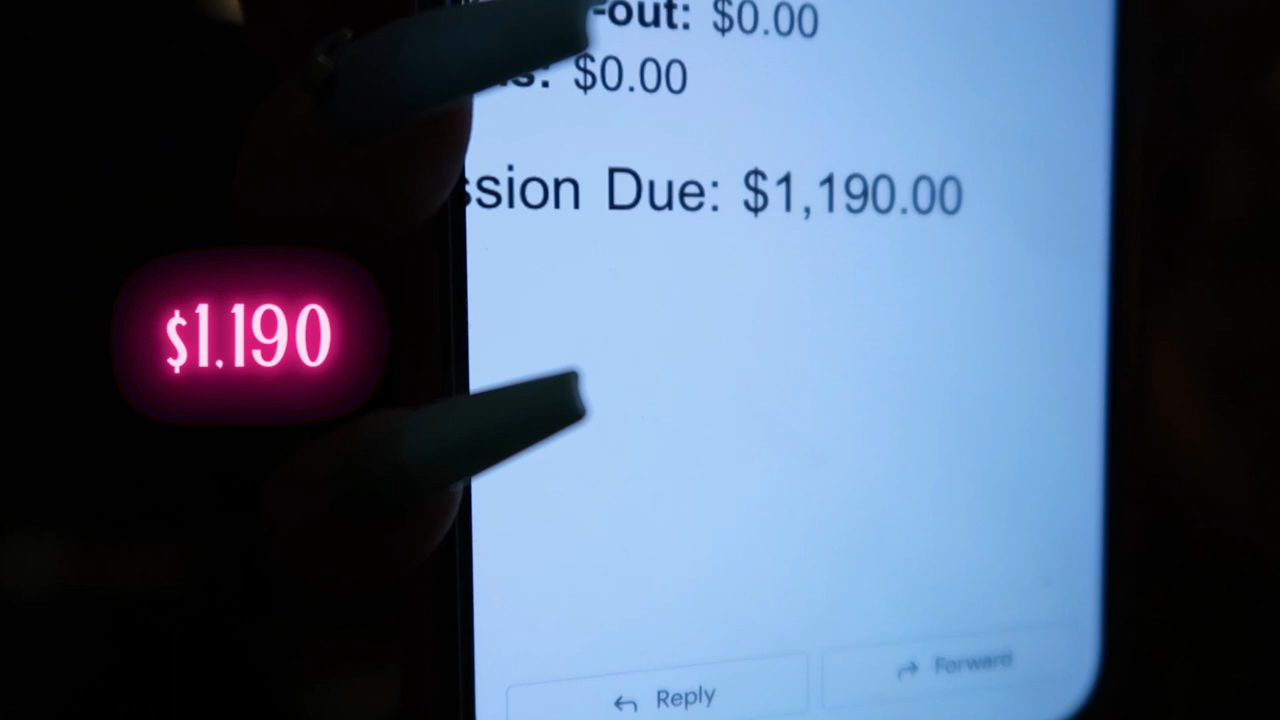 -out: $0.00
$0.00
ssion Due: $1,190.00
$1,190
Reply
Forward